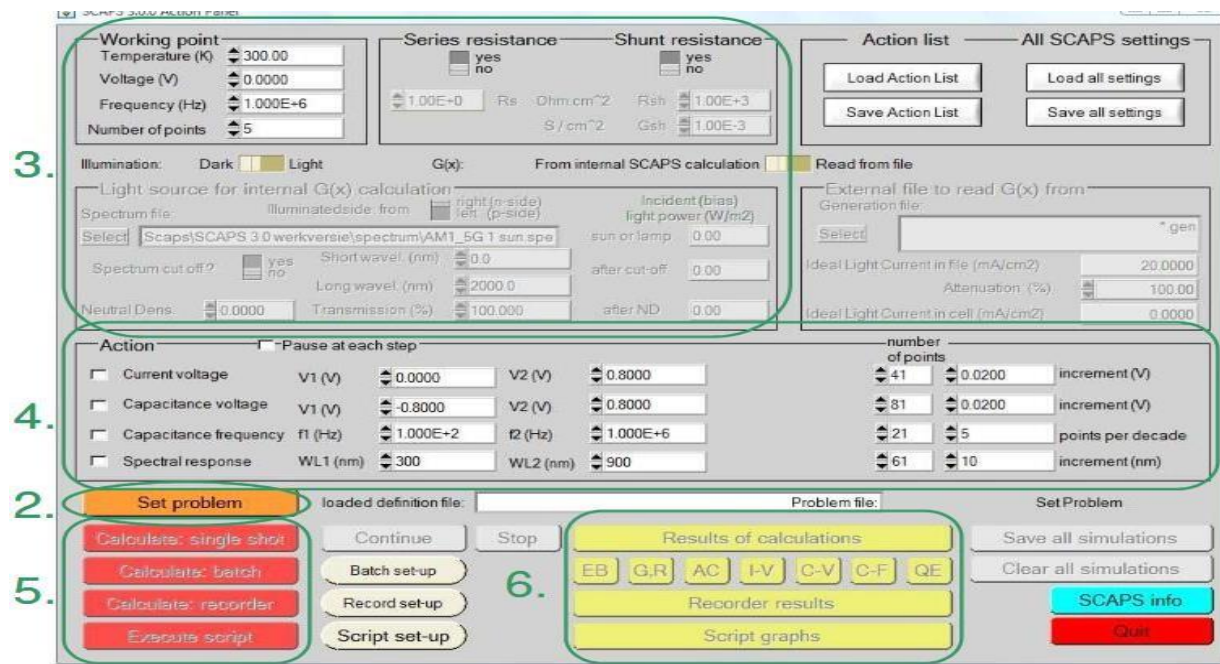 SCAPS 3.0.0 Action Panel
Working point
Temperature (K) 300.00
Voltage (V) 0.0000
Frequency (Hz) 1.000E+6
Number of points 5
Series resistance Shunt resistance
yes yes
no no
1.00E+0 Rs Ohm.cm^2 Rsh 1.00E+3
S / cm^2 Gsh 1.00E-3
Action list All SCAPS settings
Load Action List Load all settings
Save Action List Save all settings
3.
Illumination: Dark Light G(x): From internal SCAPS calculation Read from file
Light source for internal G(x) calculation
Spectrum file: Illuminatedside: from right (n-side)
left (p-side)
Incident (bias)
light power (W/m2)
Select Scaps\SCAPS 3.0 werkversie\spectrum\AM1_5G 1 sun.spe sun or lamp 0.00
Spectrum cut off? yes
no
Short wavel. (nm) 0.0
Long wavel. (nm) 2000.0
after cut-off 0.00
Neutral Dens. 0.0000 Transmission (%) 100.000 after ND 0.00
External file to read G(x) from
Generation file:
Select *.gen
Ideal Light Current in file (mA/cm2) 20.0000
Attenuation (%) 100.00
Ideal Light Current in cell (mA/cm2) 0.0000
4.
Action Pause at each step number
of points
Current voltage V1 (V) 0.0000 V2 (V) 0.8000 41 0.0200 increment (V)
Capacitance voltage V1 (V) -0.8000 V2 (V) 0.8000 81 0.0200 increment (V)
Capacitance frequency f1 (Hz) 1.000E+2 f2 (Hz) 1.000E+6 21 5 points per decade
Spectral response WL1 (nm) 300 WL2 (nm) 900 61 10 increment (nm)
2. Set problem loaded definition file: Problem file: Set Problem
5.
Calculate: single shot Continue Stop Results of calculations Save all simulations
Calculate: batch Batch set-up 6. EB G,R AC I-V C-V C-F QE Clear all simulations
Calculate: recorder Record set-up Recorder results SCAPS info
Execute script Script set-up Script graphs Quit